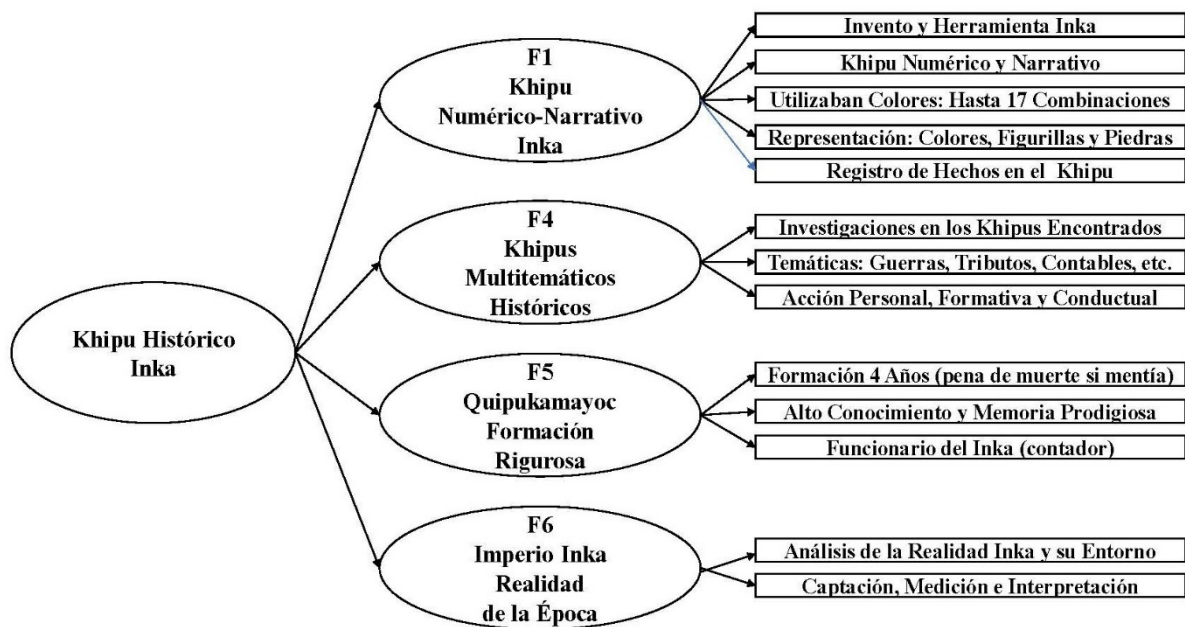 Khipu Histórico
Inka
F1
Khipu
Numérico-Narrativo
Inka
Invento y Herramienta Inka
Khipu Numérico y Narrativo
Utilizaban Colores: Hasta 17 Combinaciones
Representación: Colores, Figurillas y Piedras
Registro de Hechos en el Khipu
F4
Khipus
Multitemáticos
Históricos
Investigaciones en los Khipus Encontrados
Temáticas: Guerras, Tributos, Contables, etc.
Acción Personal, Formativa y Conductual
F5
Quipukamayoc
Formación
Rigurosa
Formación 4 Años (pena de muerte si mentía)
Alto Conocimiento y Memoria Prodigiosa
Funcionario del Inka (contador)
F6
Imperio Inka
Realidad
de la Época
Análisis de la Realidad Inka y su Entorno
Captación, Medición e Interpretación